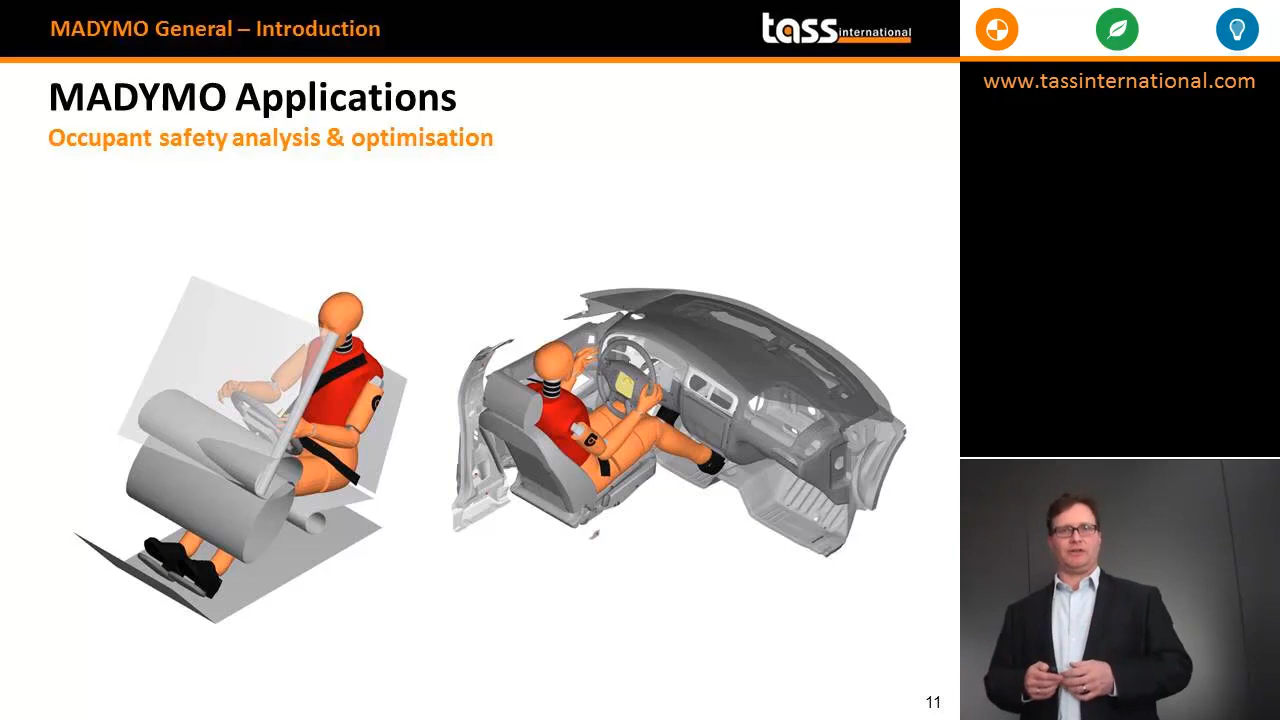 MADYMO General – Introduction
tass international
www.tassinternational.com
MADYMO Applications
Occupant safety analysis & optimisation
11